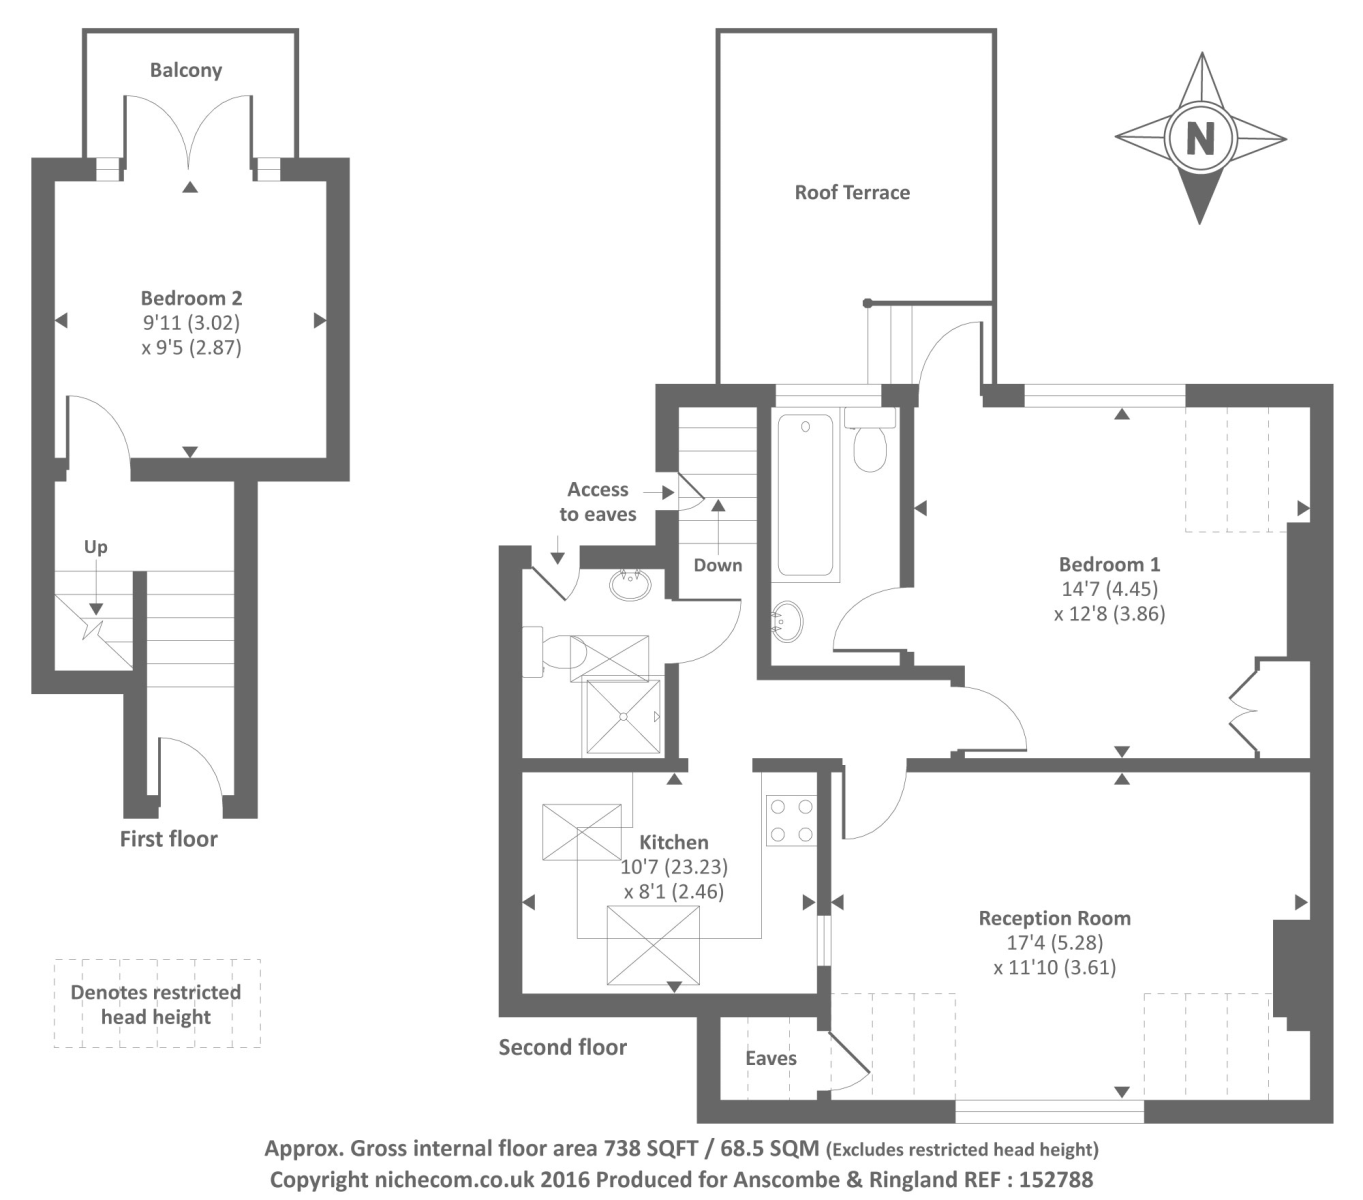 Balcony
N
Roof Terrace
Bedroom 2
9'11 (3.02)
x 9'5 (2.87)
Access
to eaves
Up
Down
Bedroom 1
14'7 (4.45)
x 12'8 (3.86)
First floor
Kitchen
10'7 (23.23)
x 8'1 (2.46)
Reception Room
17'4 (5.28)
x 11'10 (3.61)
Denotes restricted
head height
Second floor
Eaves
Approx. Gross internal floor area 738 SQFT / 68.5 SQM (Excludes restricted head height)
Copyright nichecom.co.uk 2016 Produced for Anscombe & Ringland REF : 152788